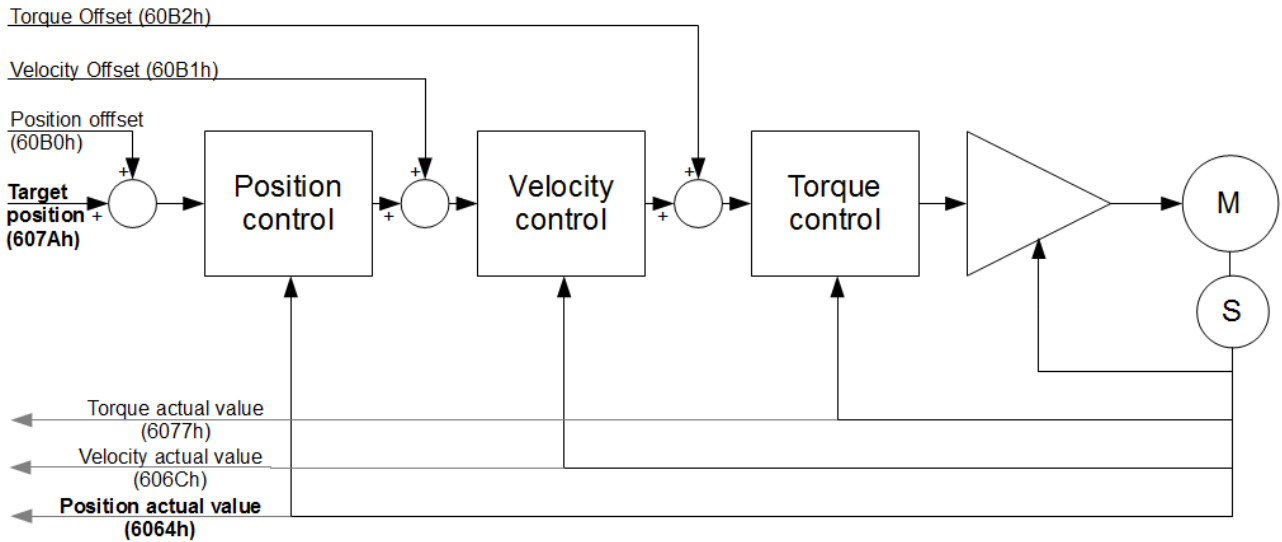 Torque Offset (60B2h)
Velocity Offset (60B1h)
Position offfset
(60B0h)
+
+
+
Target
position
(607Ah)
+
Position
control
+
Velocity
control
+
Torque
control
M
S
Torque actual value
(6077h)
Velocity actual value
(606Ch)
Position actual value
(6064h)